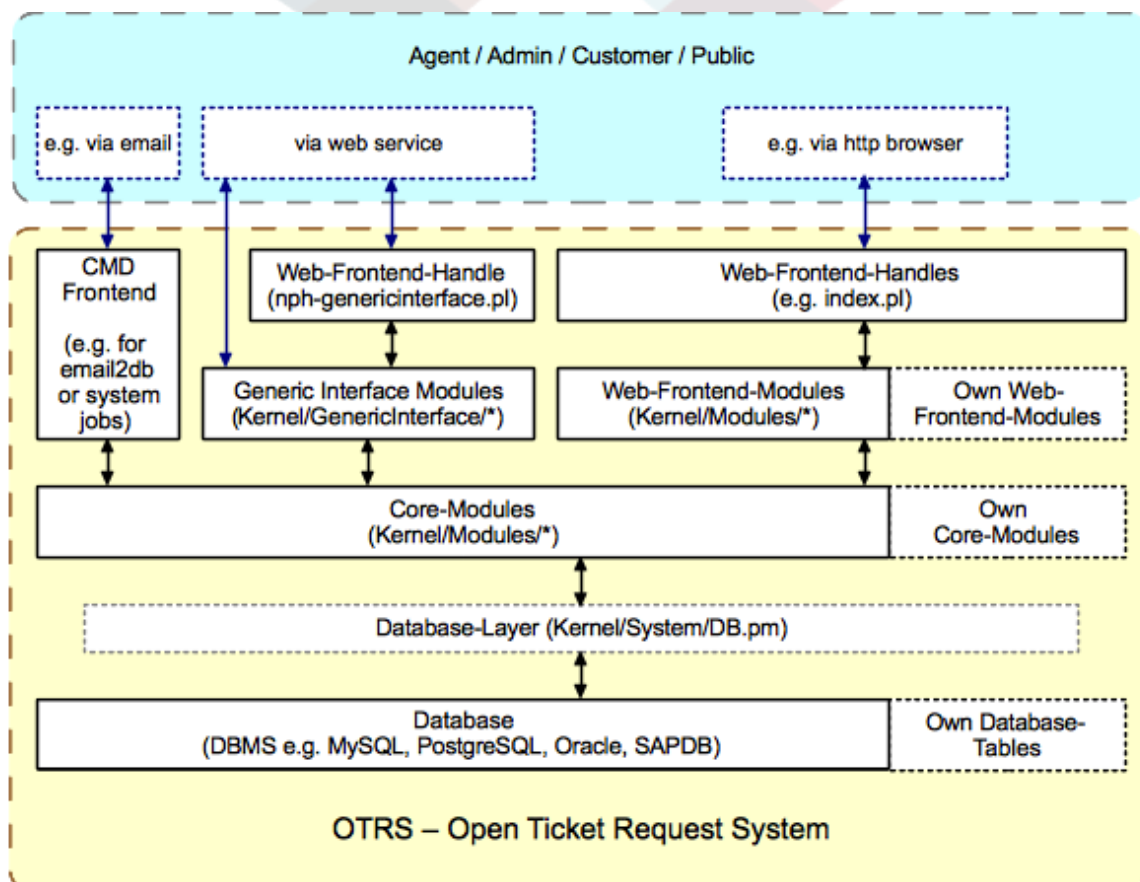 Agent / Admin / Customer / Public
e.g. via email
via web service
e.g. via http browser
CMD
Frontend
(e.g. for
email2db
or system
jobs)
Web-Frontend-Handle
(nph-genericinterface.pl)
Web-Frontend-Handles
(e.g. index.pl)
Generic Interface Modules
(Kernel/GenericInterface/*)
Web-Frontend-Modules
(Kernel/Modules/*)
Own Web-
Frontend-Modules
Core-Modules
(Kernel/Modules/*)
Own
Core-Modules
Database-Layer (Kernel/System/DB.pm)
Database
(DBMS e.g. MySQL, PostgreSQL, Oracle, SAPDB)
Own Database-
Tables
OTRS – Open Ticket Request System